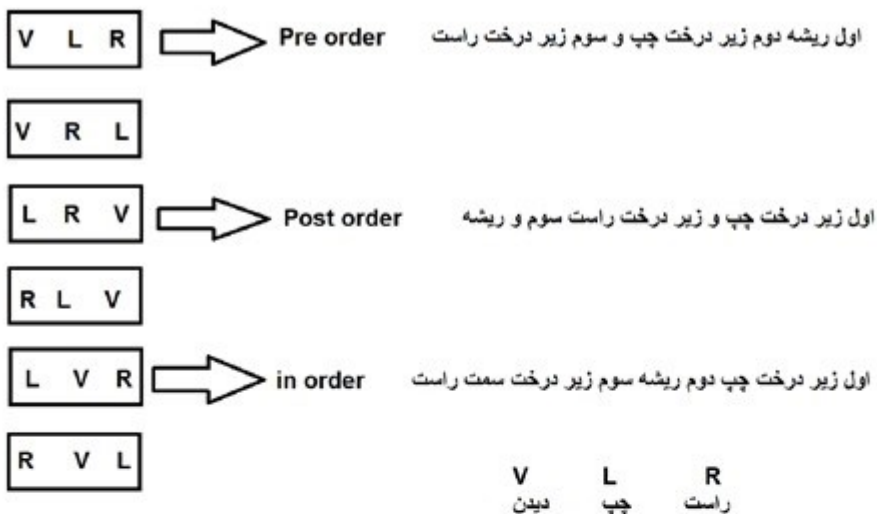 V L R Pre order اول ریشه دوم زیر درخت چپ و سوم زیر درخت راست
V R L
L R V Post order اول زیر درخت چپ و زیر درخت راست سوم و ریشه
R L V
L V R in order اول زیر درخت چپ دوم ریشه سوم زیر درخت سمت راست
R V L
V L R
دیدن چپ راست